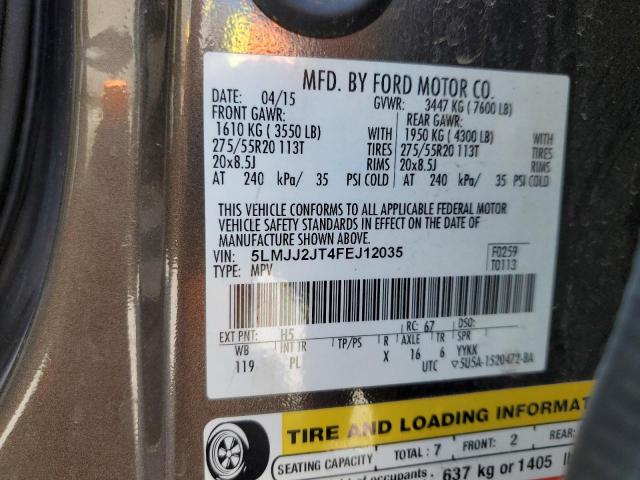 MFD. BY FORD MOTOR CO.
DATE: 04/15 GVWR: 3447 KG ( 7600 LB)
FRONT GAWR: REAR GAWR:
1610 KG ( 3550 LB) WITH 1950 KG ( 4300 LB) WITH
275/55R20 113T TIRES 275/55R20 113T TIRES
20x8.5J RIMS 20x8.5J RIMS
AT 240 kPa/ 35 PSI COLD AT 240 kPa/ 35 PSI COLD
THIS VEHICLE CONFORMS TO ALL APPLICABLE FEDERAL MOTOR
VEHICLE SAFETY STANDARDS IN EFFECT ON THE DATE OF
MANUFACTURE SHOWN ABOVE.
VIN: 5LMJJ2JT4FEJ12035 F0259
TYPE: MPV T0113
EXT PNT: H5 RC: 67 DSO:
WB INT TR TP/PS R AXLE TR SPR
119 PL X 16 6 YYKK
UTC ▽5U5A-1520472-BA
TIRE AND LOADING INFORMAT
SEATING CAPACITY TOTAL : 7 FRONT: 2 REAR:
of occupants. 637 kg or 1405